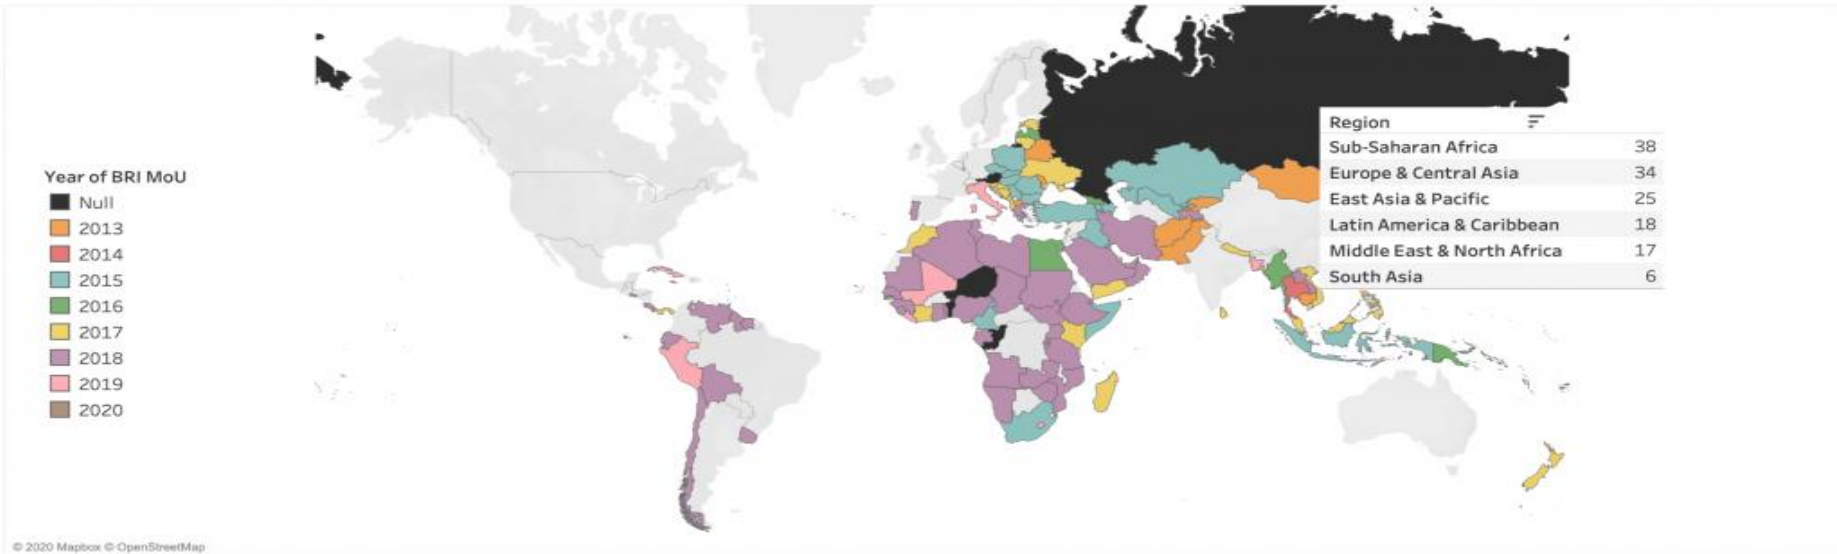 Year of BRI MoU
Null
2013
2014
2015
2016
2017
2018
2019
2020
Region
Sub-Saharan Africa 38
Europe & Central Asia 34
East Asia & Pacific 25
Latin America & Caribbean 18
Middle East & North Africa 17
South Asia 6
© 2020 Mapbox © OpenStreetMap